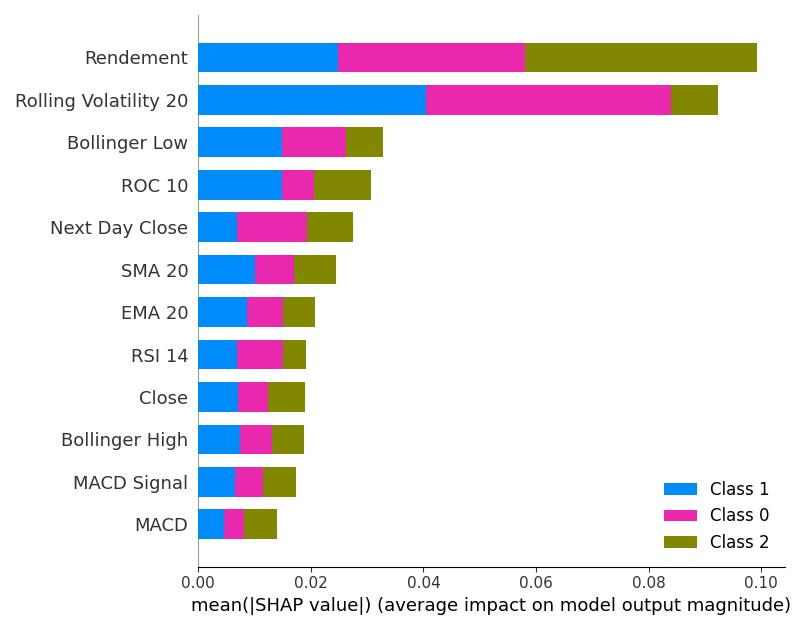 Rendement
Rolling Volatility 20
Bollinger Low
ROC 10
Next Day Close
SMA 20
EMA 20
RSI 14
Close
Bollinger High
MACD Signal
MACD
Class 1
Class 0
Class 2
0.00 0.02 0.04 0.06 0.08 0.10
mean(|SHAP value|) (average impact on model output magnitude)